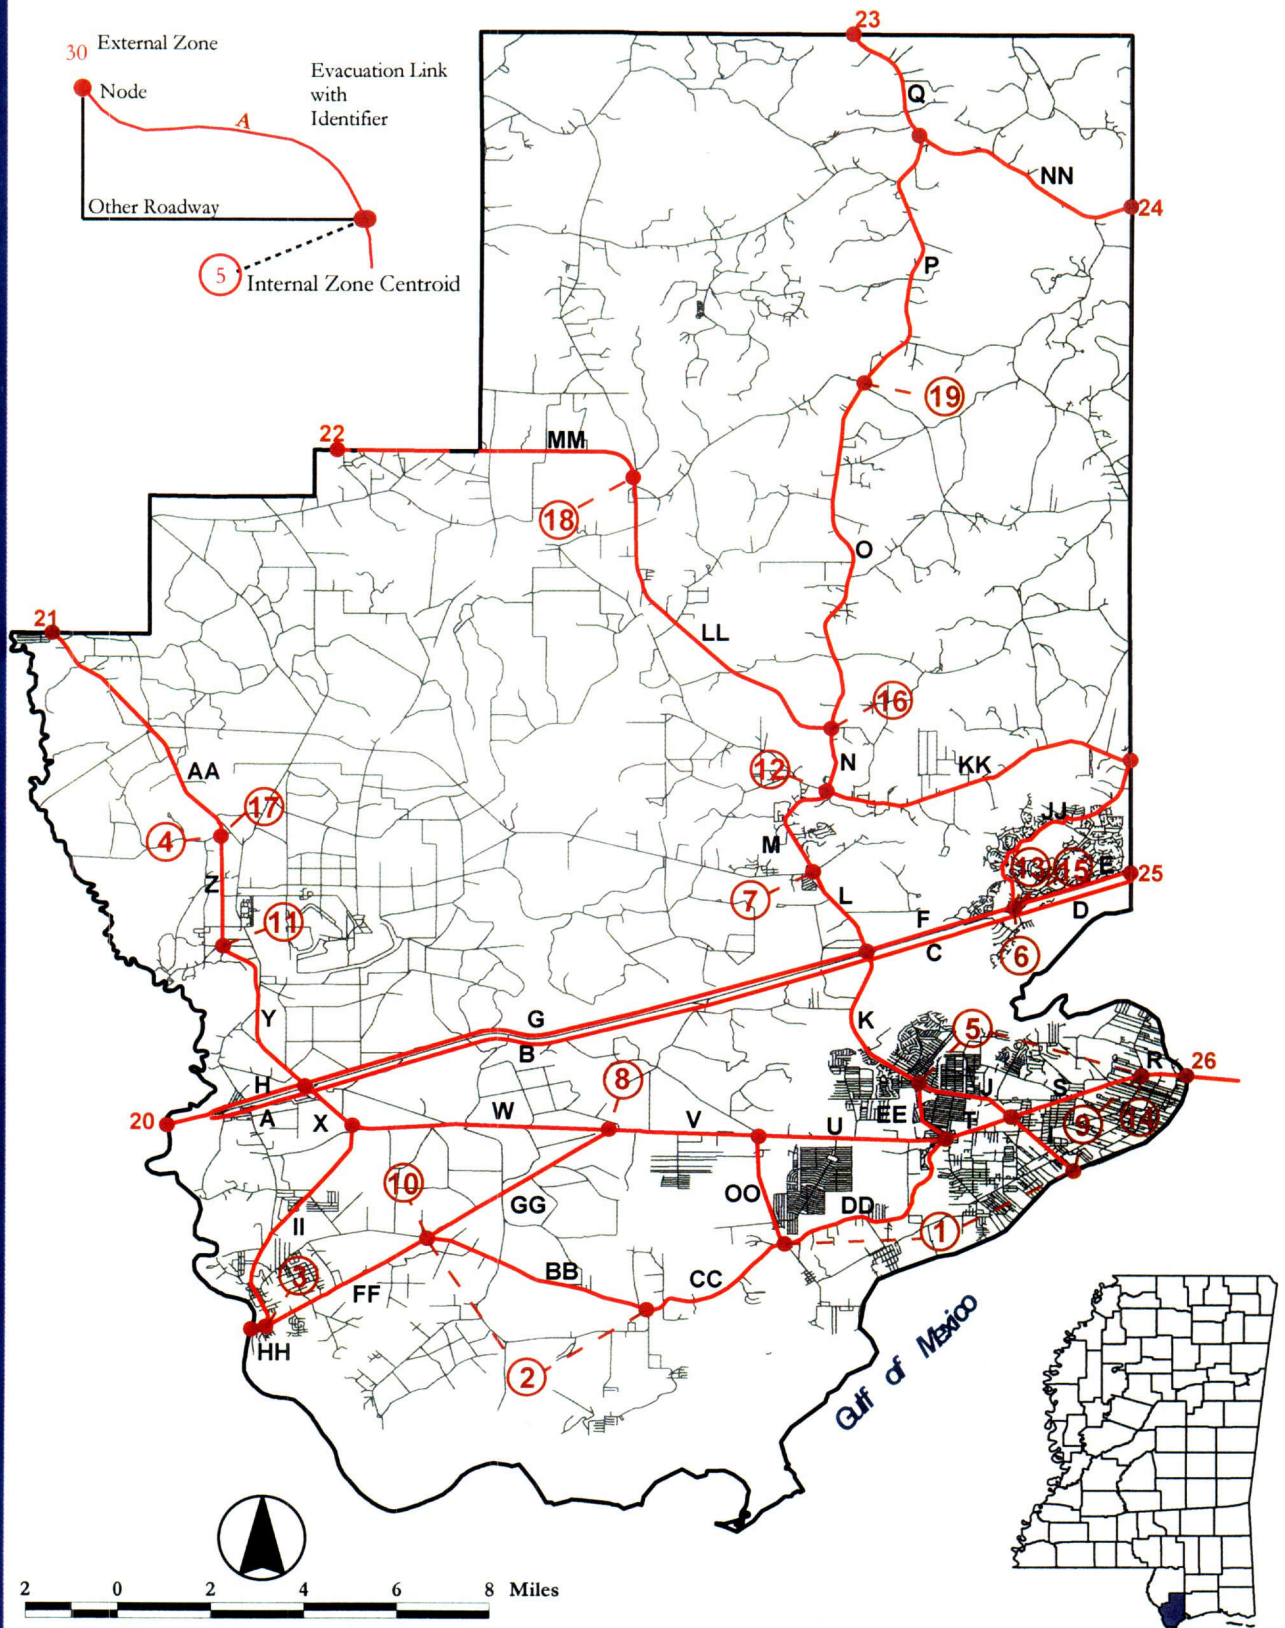 23
30 External Zone
Node
Evacuation Link
with
Identifier
A
Other Roadway
5 Internal Zone Centroid
Q
NN
24
P
19
22
MM
18
O
21
LL
16
12
N
KK
AA
17
4
JJ
M
13
15
E
25
Z
7
L
D
11
F
C
6
Y
G
K
5
B
R
26
H
8
J
S
A
20
X
W
EE
9
14
V
U
T
I
10
OO
GG
DD
II
1
3
BB
CC
FF
HH
2
Gulf of Mexico
2 0 2 4 6 8 Miles